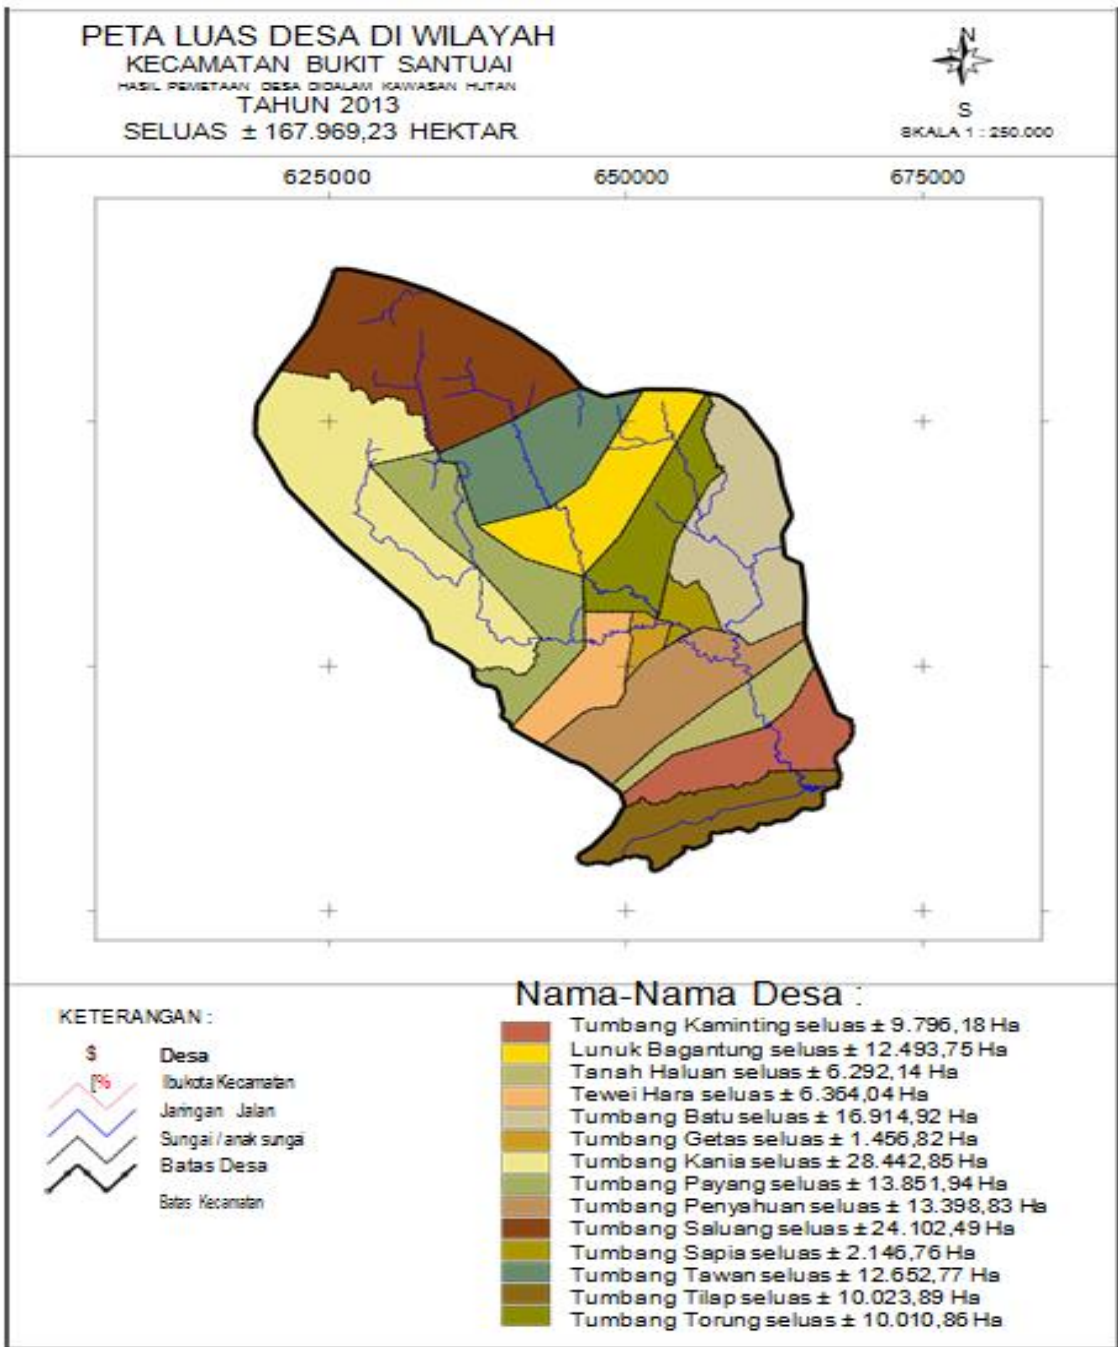 PETA LUAS DESA DI WILAYAH
KECAMATAN BUKIT SANTUAI
HASIL PEMETAAN DESA DIDALAM KAWASAN HUTAN
TAHUN 2013
SELUAS ± 167.969,23 HEKTAR
N
S
SKALA 1 : 250.000
625000 650000 675000
KETERANGAN :
$ Desa
[% Ibukota Kecamatan
Jaringan Jalan
Sungai / anak sungai
Batas Desa
Batas Kecamatan
Nama-Nama Desa :
Tumbang Kaminting seluas ± 9.796,18 Ha
Lunuk Bagantung seluas ± 12.493,75 Ha
Tanah Haluan seluas ± 6.292,14 Ha
Tewei Hara seluas ± 6.364,04 Ha
Tumbang Batu seluas ± 16.914,92 Ha
Tumbang Getas seluas ± 1.456,82 Ha
Tumbang Kania seluas ± 28.442,85 Ha
Tumbang Payang seluas ± 13.851,94 Ha
Tumbang Penyahuan seluas ± 13.398,83 Ha
Tumbang Saluang seluas ± 24.102,49 Ha
Tumbang Sapia seluas ± 2.146,76 Ha
Tumbang Tawan seluas ± 12.652,77 Ha
Tumbang Tilap seluas ± 10.023,89 Ha
Tumbang Torung seluas ± 10.010,86 Ha